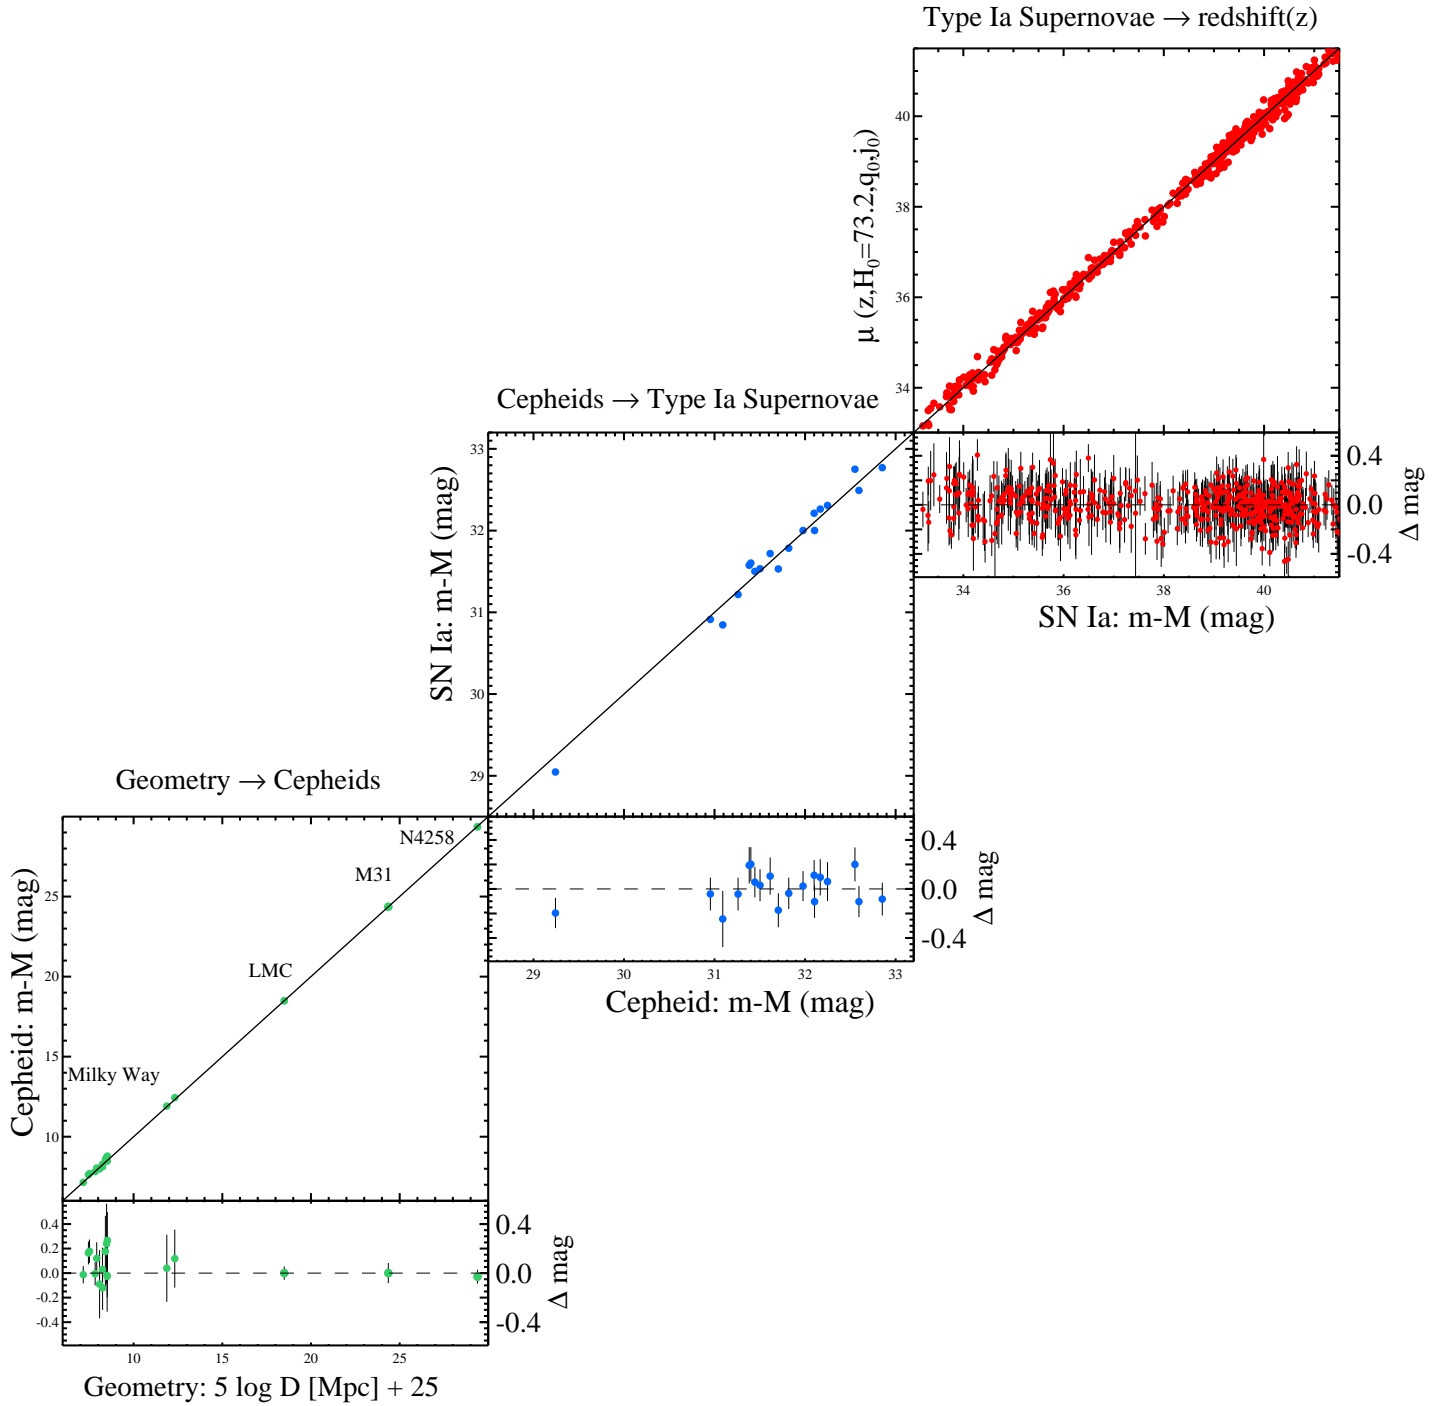 Type Ia Supernovae → redshift(z)
μ (z,H₀=73.2,q₀,j₀)
40
38
36
34
0.4
0.0
-0.4
Δ mag
34
36
38
40
SN Ia: m-M (mag)
Cepheids → Type Ia Supernovae
SN Ia: m-M (mag)
33
32
31
30
29
0.4
0.0
-0.4
Δ mag
29
30
31
32
33
Cepheid: m-M (mag)
Geometry → Cepheids
Cepheid: m-M (mag)
25
20
15
10
N4258
M31
LMC
Milky Way
0.4
0.2
0.0
-0.2
-0.4
0.4
0.0
-0.4
Δ mag
10
15
20
25
Geometry: 5 log D [Mpc] + 25